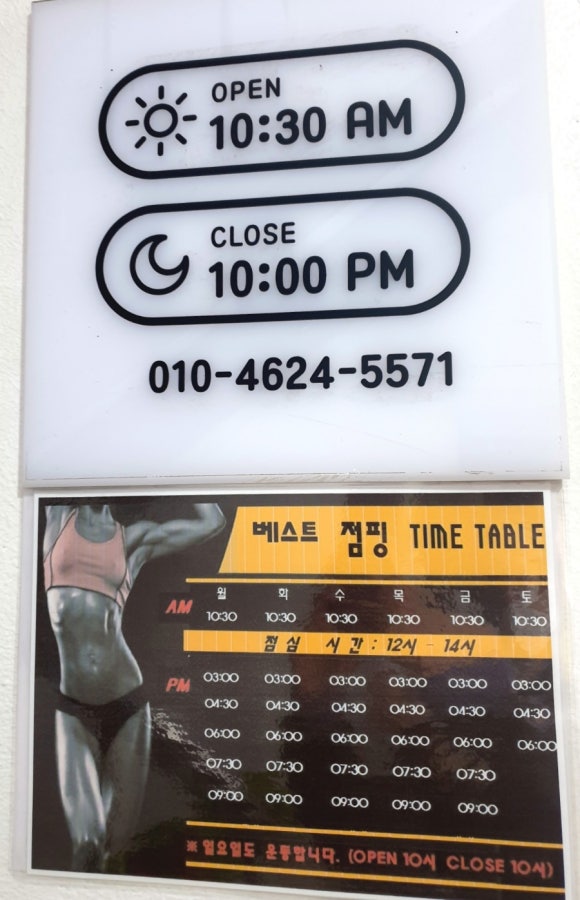 OPEN
10:30 AM
CLOSE
10:00 PM
010-4624-5571
베스트 점핑 TIME TABLE
월 화 수 목 금 토
AM 10:30 10:30 10:30 10:30 10:30 10:30
점심 시간 : 12시 - 14시
PM 03:00 03:00 03:00 03:00 03:00 03:00
04:30 04:30 04:30 04:30 04:30 04:30
06:00 06:00 06:00 06:00 06:00 06:00
07:30 07:30 07:30 07:30 07:30
09:00 09:00 09:00 09:00 09:00
※ 일요일도 운동합니다. (OPEN 10시 CLOSE 10시)